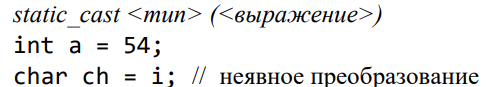 static_cast <тип> (<выражение>)
int a = 54;
char ch = i; // неявное преобразование